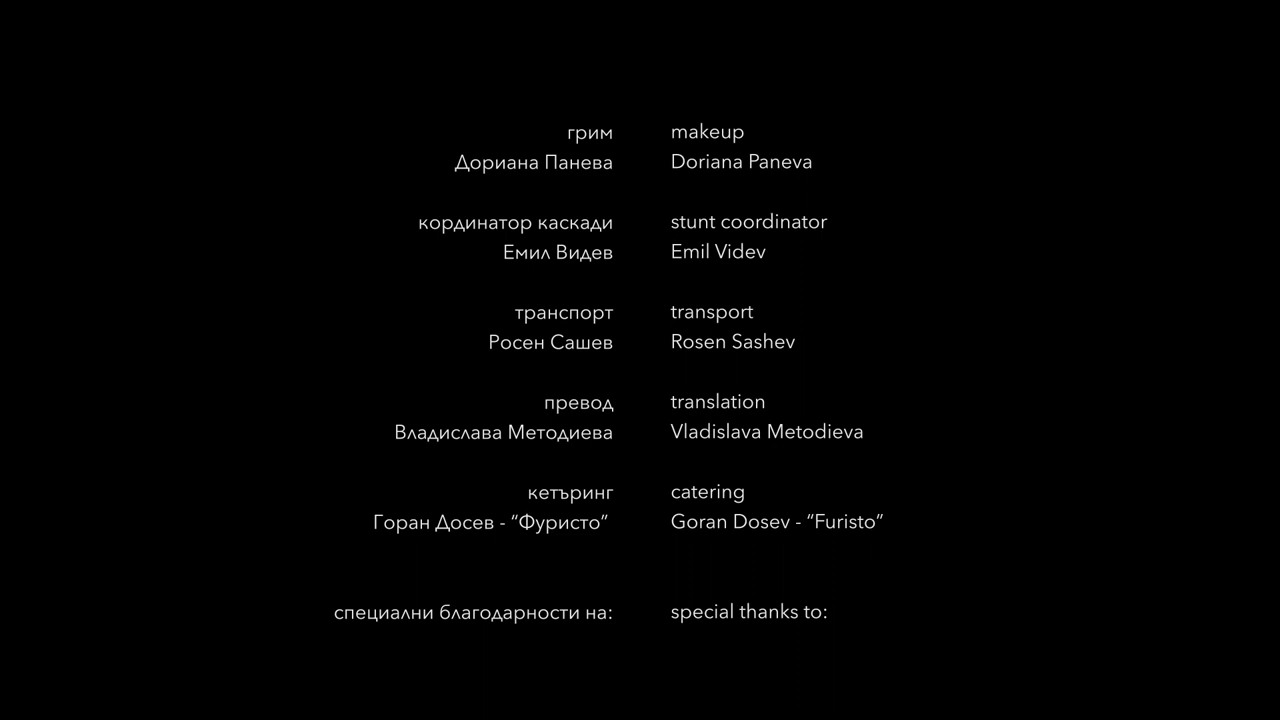 грим makeup
Дориана Панева Doriana Paneva
кординатор каскади stunt coordinator
Емил Видев Emil Videv
транспорт transport
Росен Сашев Rosen Sashev
превод translation
Владислава Методиева Vladislava Metodieva
кетъринг catering
Горан Досев - “Фуристо” Goran Dosev - “Furisto”
специални благодарности на: special thanks to: